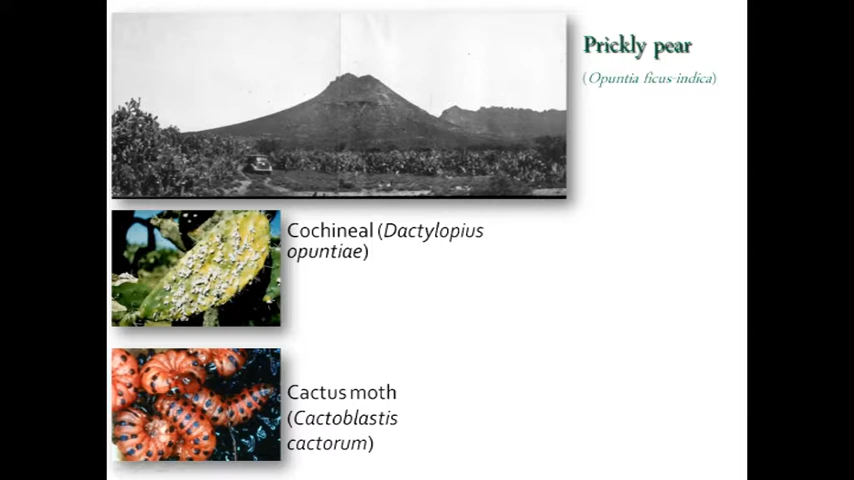 Prickly pear
(Opuntia ficus-indica)
Cochineal (Dactylopius
opuntiae)
Cactus moth
(Cactoblastis
cactorum)